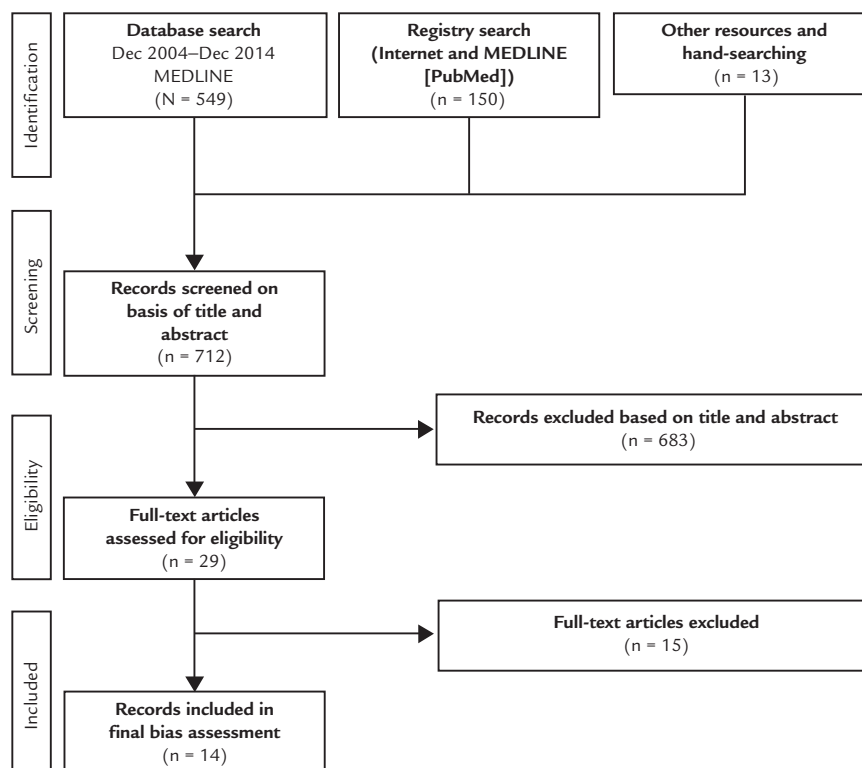 Identification
Database search
Dec 2004–Dec 2014
MEDLINE
(N = 549)
Registry search
(Internet and MEDLINE
[PubMed])
(n = 150)
Other resources and
hand-searching
(n = 13)
Screening
Records screened on
basis of title and
abstract
(n = 712)
Eligibility
Records excluded based on title and abstract
(n = 683)
Full-text articles
assessed for eligibility
(n = 29)
Included
Full-text articles excluded
(n = 15)
Records included in
final bias assessment
(n = 14)